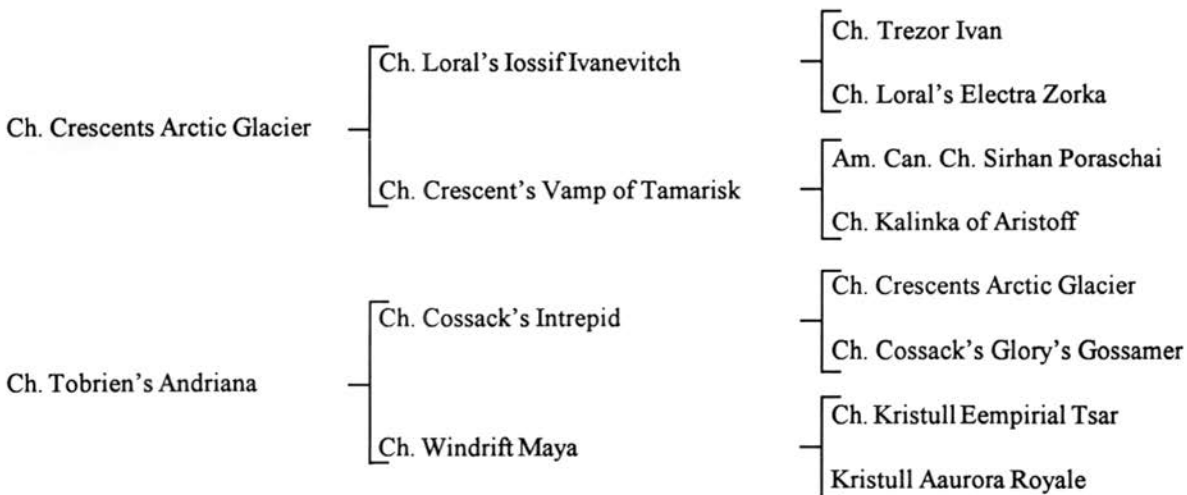 Ch. Trezor Ivan
Ch. Loral's Iossif Ivanevitch
Ch. Loral's Electra Zorka
Ch. Crescents Arctic Glacier
Am. Can. Ch. Sirhan Poraschai
Ch. Crescent's Vamp of Tamarisk
Ch. Kalinka of Aristoff
Ch. Crescents Arctic Glacier
Ch. Cossack's Intrepid
Ch. Cossack's Glory's Gossamer
Ch. Tobrien's Andriana
Ch. Kristull Eempirial Tsar
Ch. Windrift Maya
Kristull Aaurora Royale